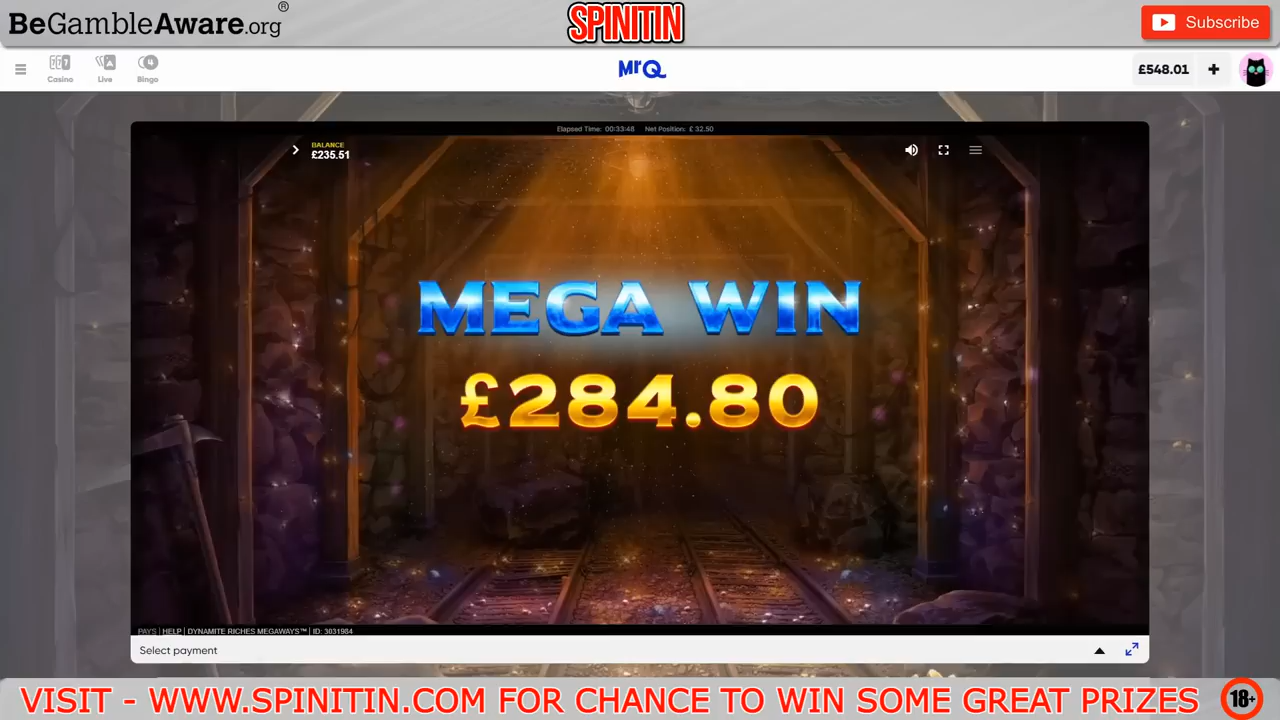 BeGambleAware.org®
SPINITIN
Subscribe
Casino
Live
Bingo
MrQ
£548.01
+
Elapsed Time: 00:33:48 Net Position: £ 32.50
BALANCE
£235.51
MEGA WIN
£284.80
PAYS | HELP | DYNAMITE RICHES MEGAWAYS™ | ID: 3031984
Select payment
VISIT - WWW.SPINITIN.COM FOR CHANCE TO WIN SOME GREAT PRIZES
18+